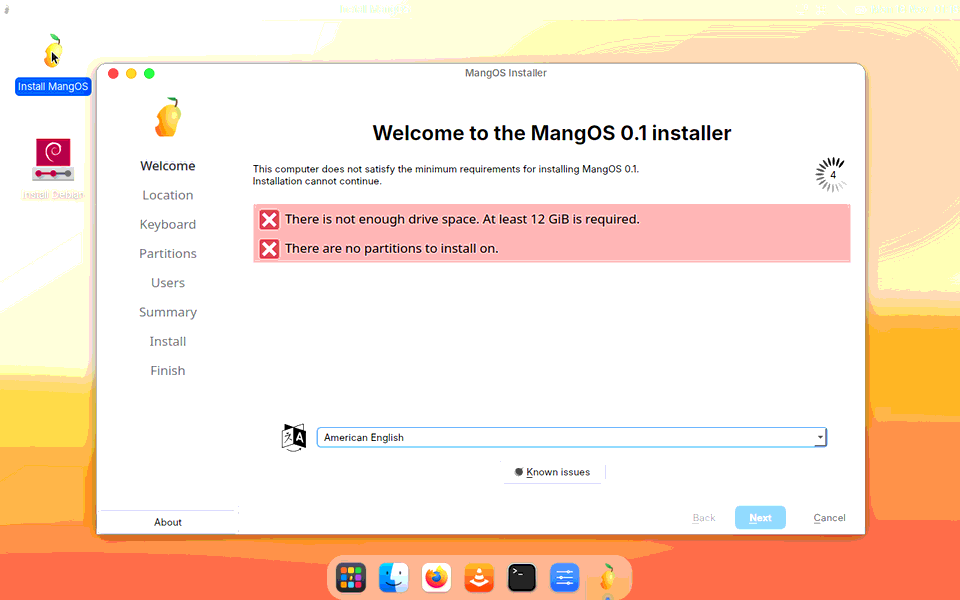 Install MangOS
MangOS Installer
Install Debian
Welcome
Location
Keyboard
Partitions
Users
Summary
Install
Finish
About
Welcome to the MangOS 0.1 installer
This computer does not satisfy the minimum requirements for installing MangOS 0.1.
Installation cannot continue.
4
There is not enough drive space. At least 12 GiB is required.
There are no partitions to install on.
American English
Known issues
Back
Next
Cancel